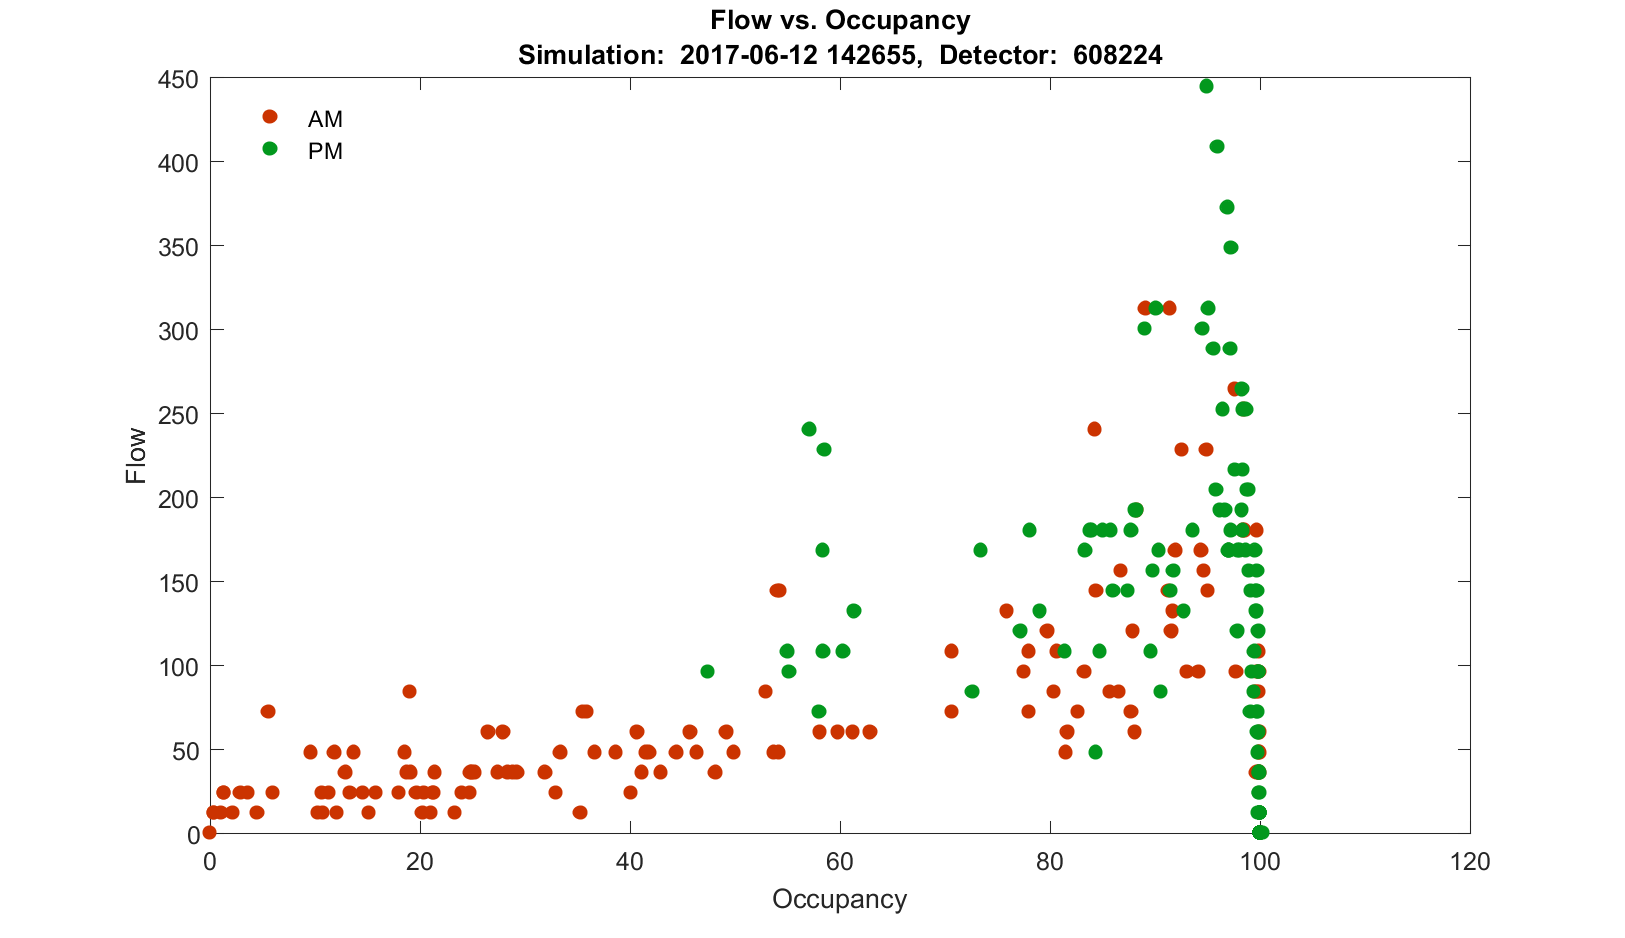 Flow vs. Occupancy
Simulation:  2017-06-12 142655,  Detector:  608224
AM
PM
450
400
350
300
250
200
150
100
50
0
Flow
0 20 40 60 80 100 120
Occupancy